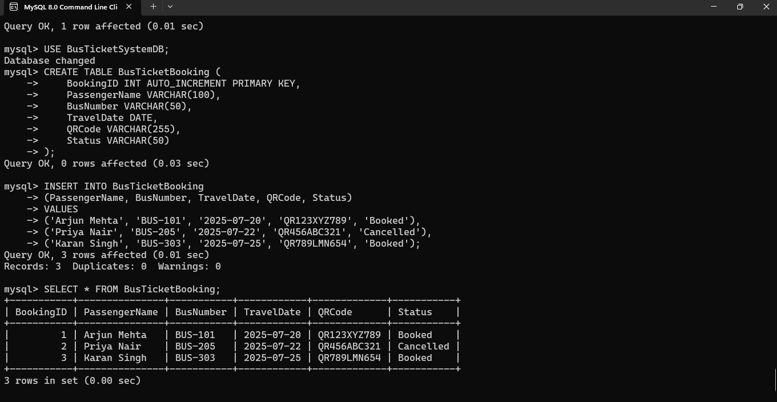 MySQL 8.0 Command Line Cli
Query OK, 1 row affected (0.01 sec)

mysql> USE BusTicketSystemDB;
Database changed
mysql> CREATE TABLE BusTicketBooking (
    ->     BookingID INT AUTO_INCREMENT PRIMARY KEY,
    ->     PassengerName VARCHAR(100),
    ->     BusNumber VARCHAR(50),
    ->     TravelDate DATE,
    ->     QRCode VARCHAR(255),
    ->     Status VARCHAR(50)
    -> );
Query OK, 0 rows affected (0.03 sec)

mysql> INSERT INTO BusTicketBooking
    -> (PassengerName, BusNumber, TravelDate, QRCode, Status)
    -> VALUES
    -> ('Arjun Mehta', 'BUS-101', '2025-07-20', 'QR123XYZ789', 'Booked'),
    -> ('Priya Nair', 'BUS-205', '2025-07-22', 'QR456ABC321', 'Cancelled'),
    -> ('Karan Singh', 'BUS-303', '2025-07-25', 'QR789LMN654', 'Booked');
Query OK, 3 rows affected (0.01 sec)
Records: 3  Duplicates: 0  Warnings: 0

mysql> SELECT * FROM BusTicketBooking;
+-----------+---------------+-----------+------------+-------------+-----------+
| BookingID | PassengerName | BusNumber | TravelDate | QRCode      | Status    |
+-----------+---------------+-----------+------------+-------------+-----------+
|         1 | Arjun Mehta   | BUS-101   | 2025-07-20 | QR123XYZ789 | Booked    |
|         2 | Priya Nair    | BUS-205   | 2025-07-22 | QR456ABC321 | Cancelled |
|         3 | Karan Singh   | BUS-303   | 2025-07-25 | QR789LMN654 | Booked    |
+-----------+---------------+-----------+------------+-------------+-----------+
3 rows in set (0.00 sec)